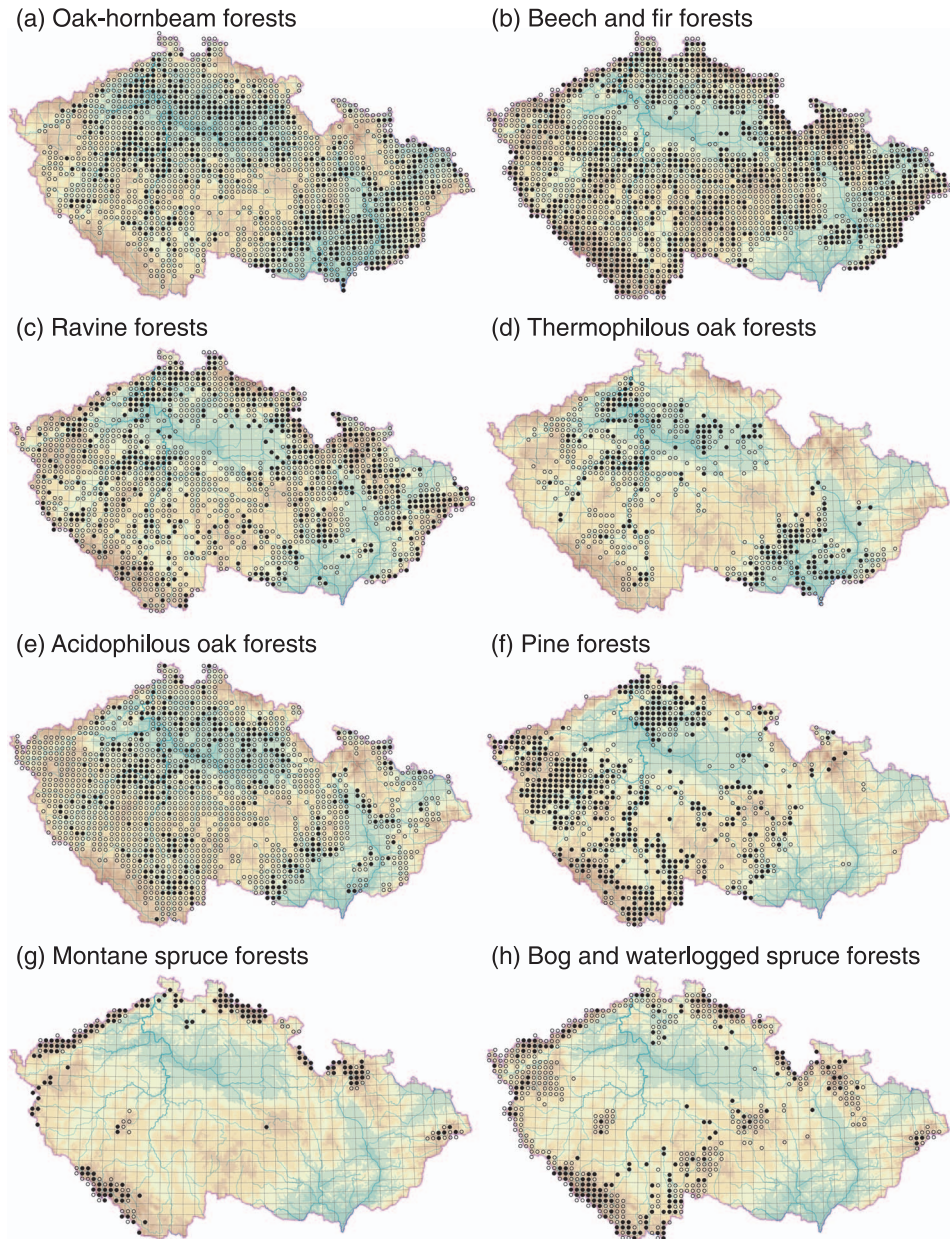 (a) Oak-hornbeam forests
(b) Beech and fir forests
(c) Ravine forests
(d) Thermophilous oak forests
(e) Acidophilous oak forests
(f) Pine forests
(g) Montane spruce forests
(h) Bog and waterlogged spruce forests